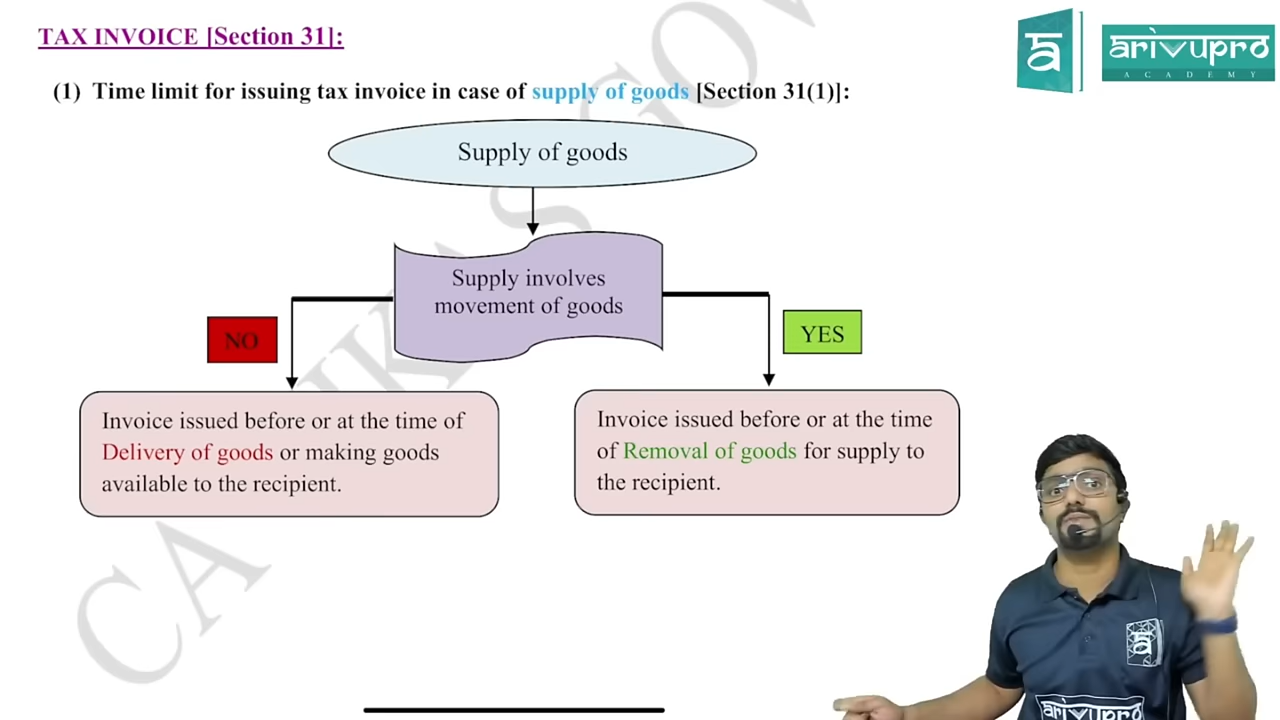 TAX INVOICE [Section 31]:
(1) Time limit for issuing tax invoice in case of supply of goods [Section 31(1)]:
Supply of goods
Supply involves
movement of goods
NO
YES
Invoice issued before or at the time of
Delivery of goods or making goods
available to the recipient.
Invoice issued before or at the time
of Removal of goods for supply to
the recipient.
arivupro
ACADEMY
arivupro